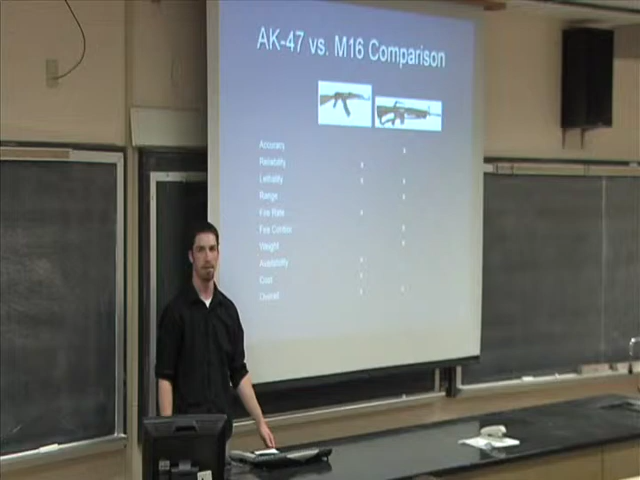 AK-47 vs. M16 Comparison
Accuracy
Reliability
x
Lethality
x
x
Range
x
Fire Rate
x
Fire Control
x
Weight
x
Availability
x
Cost
Overall
x